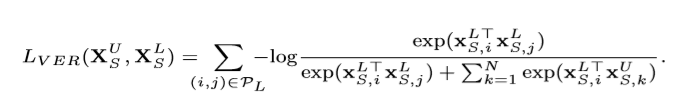 $L_{VER}(\mathbf{X}_S^U, \mathbf{X}_S^L) = \sum_{(i,j)\in\mathcal{P}_L} -\log \frac{\exp(\mathbf{x}_{S,i}^{L\top}\mathbf{x}_{S,j}^{L})}{\exp(\mathbf{x}_{S,i}^{L\top}\mathbf{x}_{S,j}^{L}) + \sum_{k=1}^{N} \exp(\mathbf{x}_{S,i}^{L\top}\mathbf{x}_{S,k}^{U})}.$